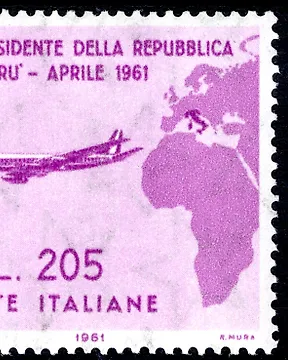 SIDENTE DELLA REPUBBLICA
RU' - APRILE 1961
L. 205
TE ITALIANE
1961 R. MURA